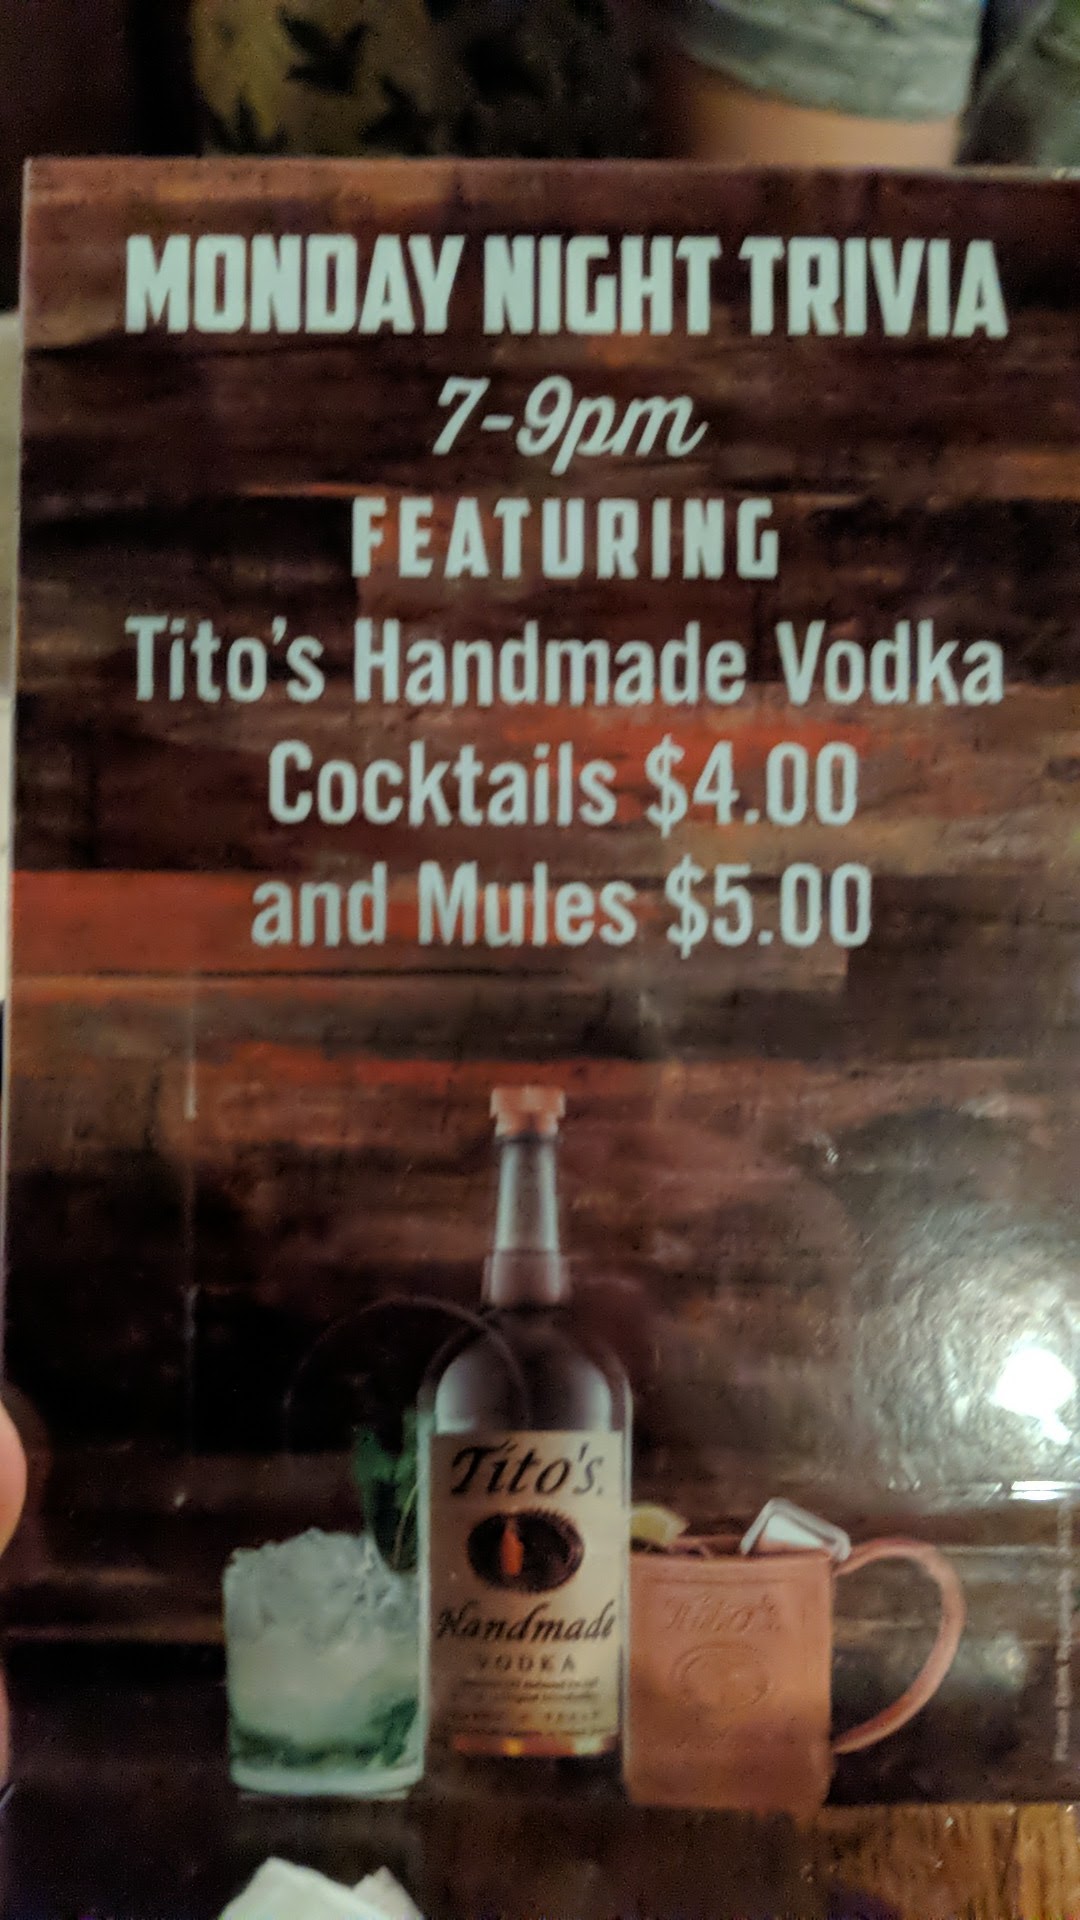 MONDAY NIGHT TRIVIA
7-9pm
FEATURING
Tito's Handmade Vodka
Cocktails $4.00
and Mules $5.00
Tito's
Handmade
VODKA
Tito's